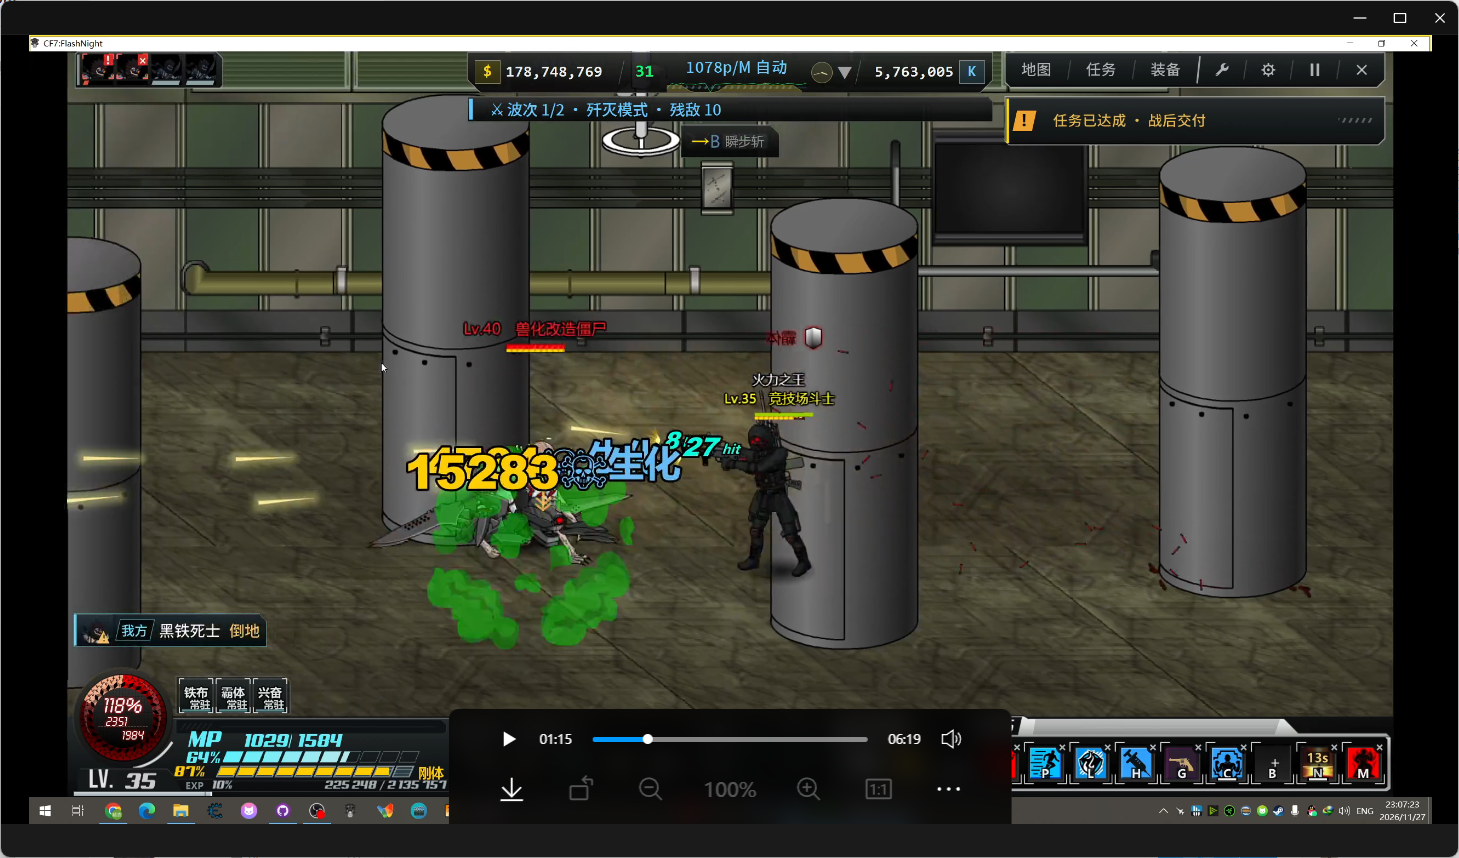 CF7:FlashNight
$ 178,748,769 31 1078p/M 自动 5,763,005 K
地图 任务 装备
⚔ 波次 1/2 · 歼灭模式 · 残敌 10
! 任务已达成 · 战后交付
→B 瞬步斩
Lv.40 兽化改造僵尸
火力之王
Lv.35 竞技场斗士
827 hit
15283
生化
我方 黑铁死士 倒地
铁布 常驻
霸体 常驻
兴奋 常驻
118%
2351
1984
MP 1029/1584
64%
87% 刚体
LV. 35 EXP 10% 225 248 / 2 135 757
01:15 06:19
100%
1:1
P L H G C + B 13s N M
ENG
23:07:23
2026/11/27